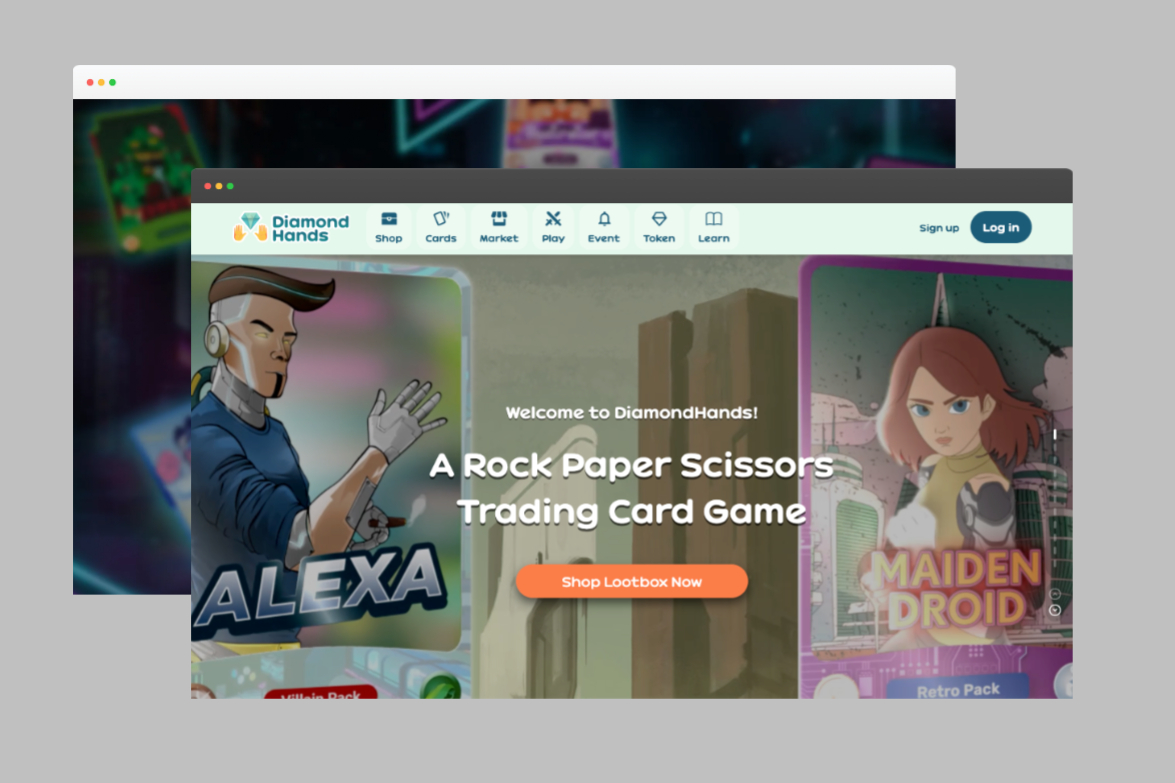 Diamond
Hands
Shop
Cards
Market
Play
Event
Token
Learn
Sign up
Log in
Welcome to DiamondHands!
A Rock Paper Scissors
Trading Card Game
Shop Lootbox Now
ALEXA
MAIDEN
DROID
Villain Pack
Retro Pack